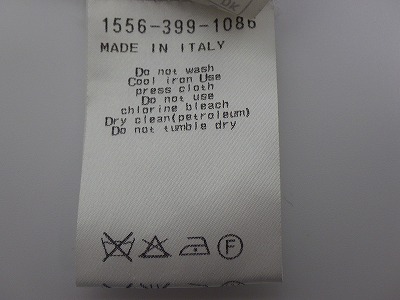 1556-399-1086
MADE IN ITALY
Do not wash
Cool iron Use
press cloth
Do not use
chlorine bleach
Dry clean(petroleum)
Do not tumble dry
F